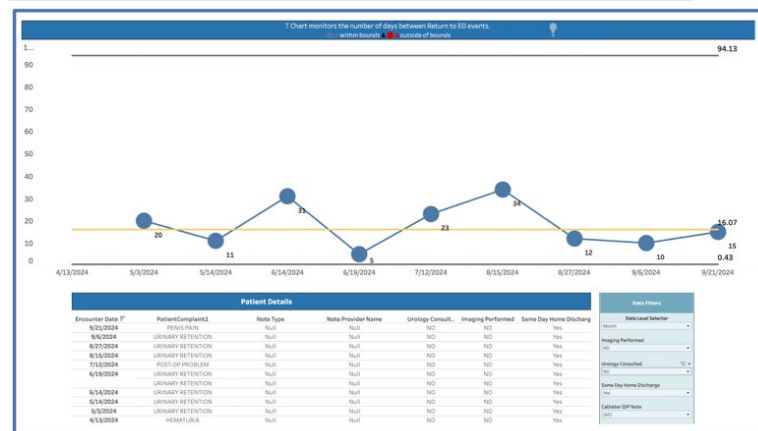 T Chart monitors the number of days between Return to ED events.
= within bounds ▲ = outside of bounds
1...
94.13
90
80
70
60
50
40
30
20
10
0
20
11
31
5
23
34
12
10
16.07
15
0.43
4/13/2024 5/3/2024 5/14/2024 6/14/2024 6/19/2024 7/12/2024 8/15/2024 8/27/2024 9/6/2024 9/21/2024
Patient Details
Encounter Date PatientComplaint1 Note Type Note Provider Name Urology Consult.. Imaging Performed Same Day Home Discharg
9/21/2024 PENIS PAIN Null Null NO NO Yes
9/6/2024 URINARY RETENTION Null Null NO NO Yes
8/27/2024 URINARY RETENTION Null Null NO NO Yes
8/15/2024 URINARY RETENTION Null Null NO NO Yes
7/12/2024 POST-OP PROBLEM Null Null NO NO Yes
6/19/2024 URINARY RETENTION Null Null NO NO Yes
URINARY RETENTION Null Null NO NO Yes
6/14/2024 URINARY RETENTION Null Null NO NO Yes
5/14/2024 URINARY RETENTION Null Null NO NO Yes
5/3/2024 URINARY RETENTION Null Null NO NO Yes
4/13/2024 HEMATURIA Null Null NO NO Yes
Data Filters
Data Level Selector
Month
Imaging Performed
NO
Urology Consulted
NO
Same Day Home Discharge
Yes
Catheter QIP Note
(All)